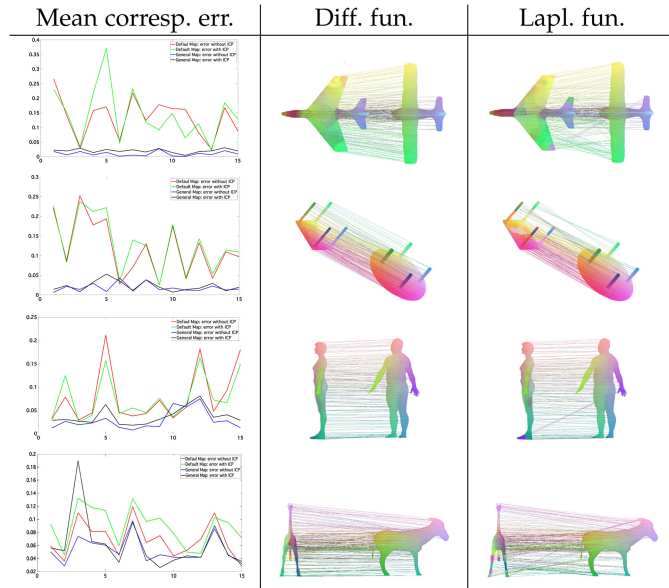 Mean corresp. err.
Diff. fun.
Lapl. fun.
0.4
0.35
0.3
0.25
0.2
0.15
0.1
0.05
0
Defaul Map: error without ICP
Default Map: error with ICP
General Map: error without ICP
General Map: error with ICP
0 5 10 15
0.3
0.25
0.2
0.15
0.1
0.05
0
Defaul Map: error without ICP
Default Map: error with ICP
General Map: error without ICP
General Map: error with ICP
0 5 10 15
0.25
0.2
0.15
0.1
0.05
0
Defaul Map: error without ICP
Default Map: error with ICP
General Map: error without ICP
General Map: error with ICP
0 5 10 15
0.2
0.18
0.16
0.14
0.12
0.1
0.08
0.06
0.04
0.02
Defaul Map: error without ICP
Default Map: error with ICP
General Map: error without ICP
General Map: error with ICP
0 5 10 15